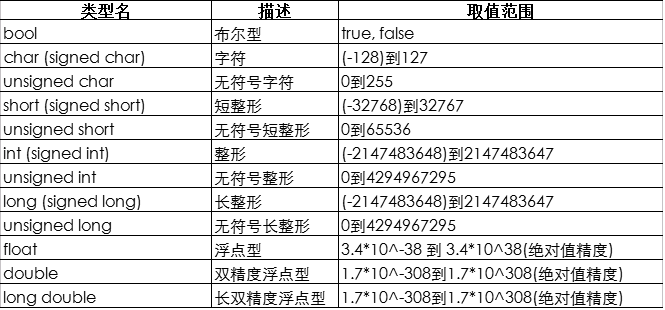 类型名 描述 取值范围
bool 布尔型 true, false
char (signed char) 字符 (-128)到127
unsigned char 无符号字符 0到255
short (signed short) 短整形 (-32768)到32767
unsigned short 无符号短整形 0到65536
int (signed int) 整形 (-2147483648)到2147483647
unsigned int 无符号整形 0到4294967295
long (signed long) 长整形 (-2147483648)到2147483647
unsigned long 无符号长整形 0到4294967295
float 浮点型 3.4*10^-38 到 3.4*10^38(绝对值精度)
double 双精度浮点型 1.7*10^-308到1.7*10^308(绝对值精度)
long double 长双精度浮点型 1.7*10^-308到1.7*10^308(绝对值精度)